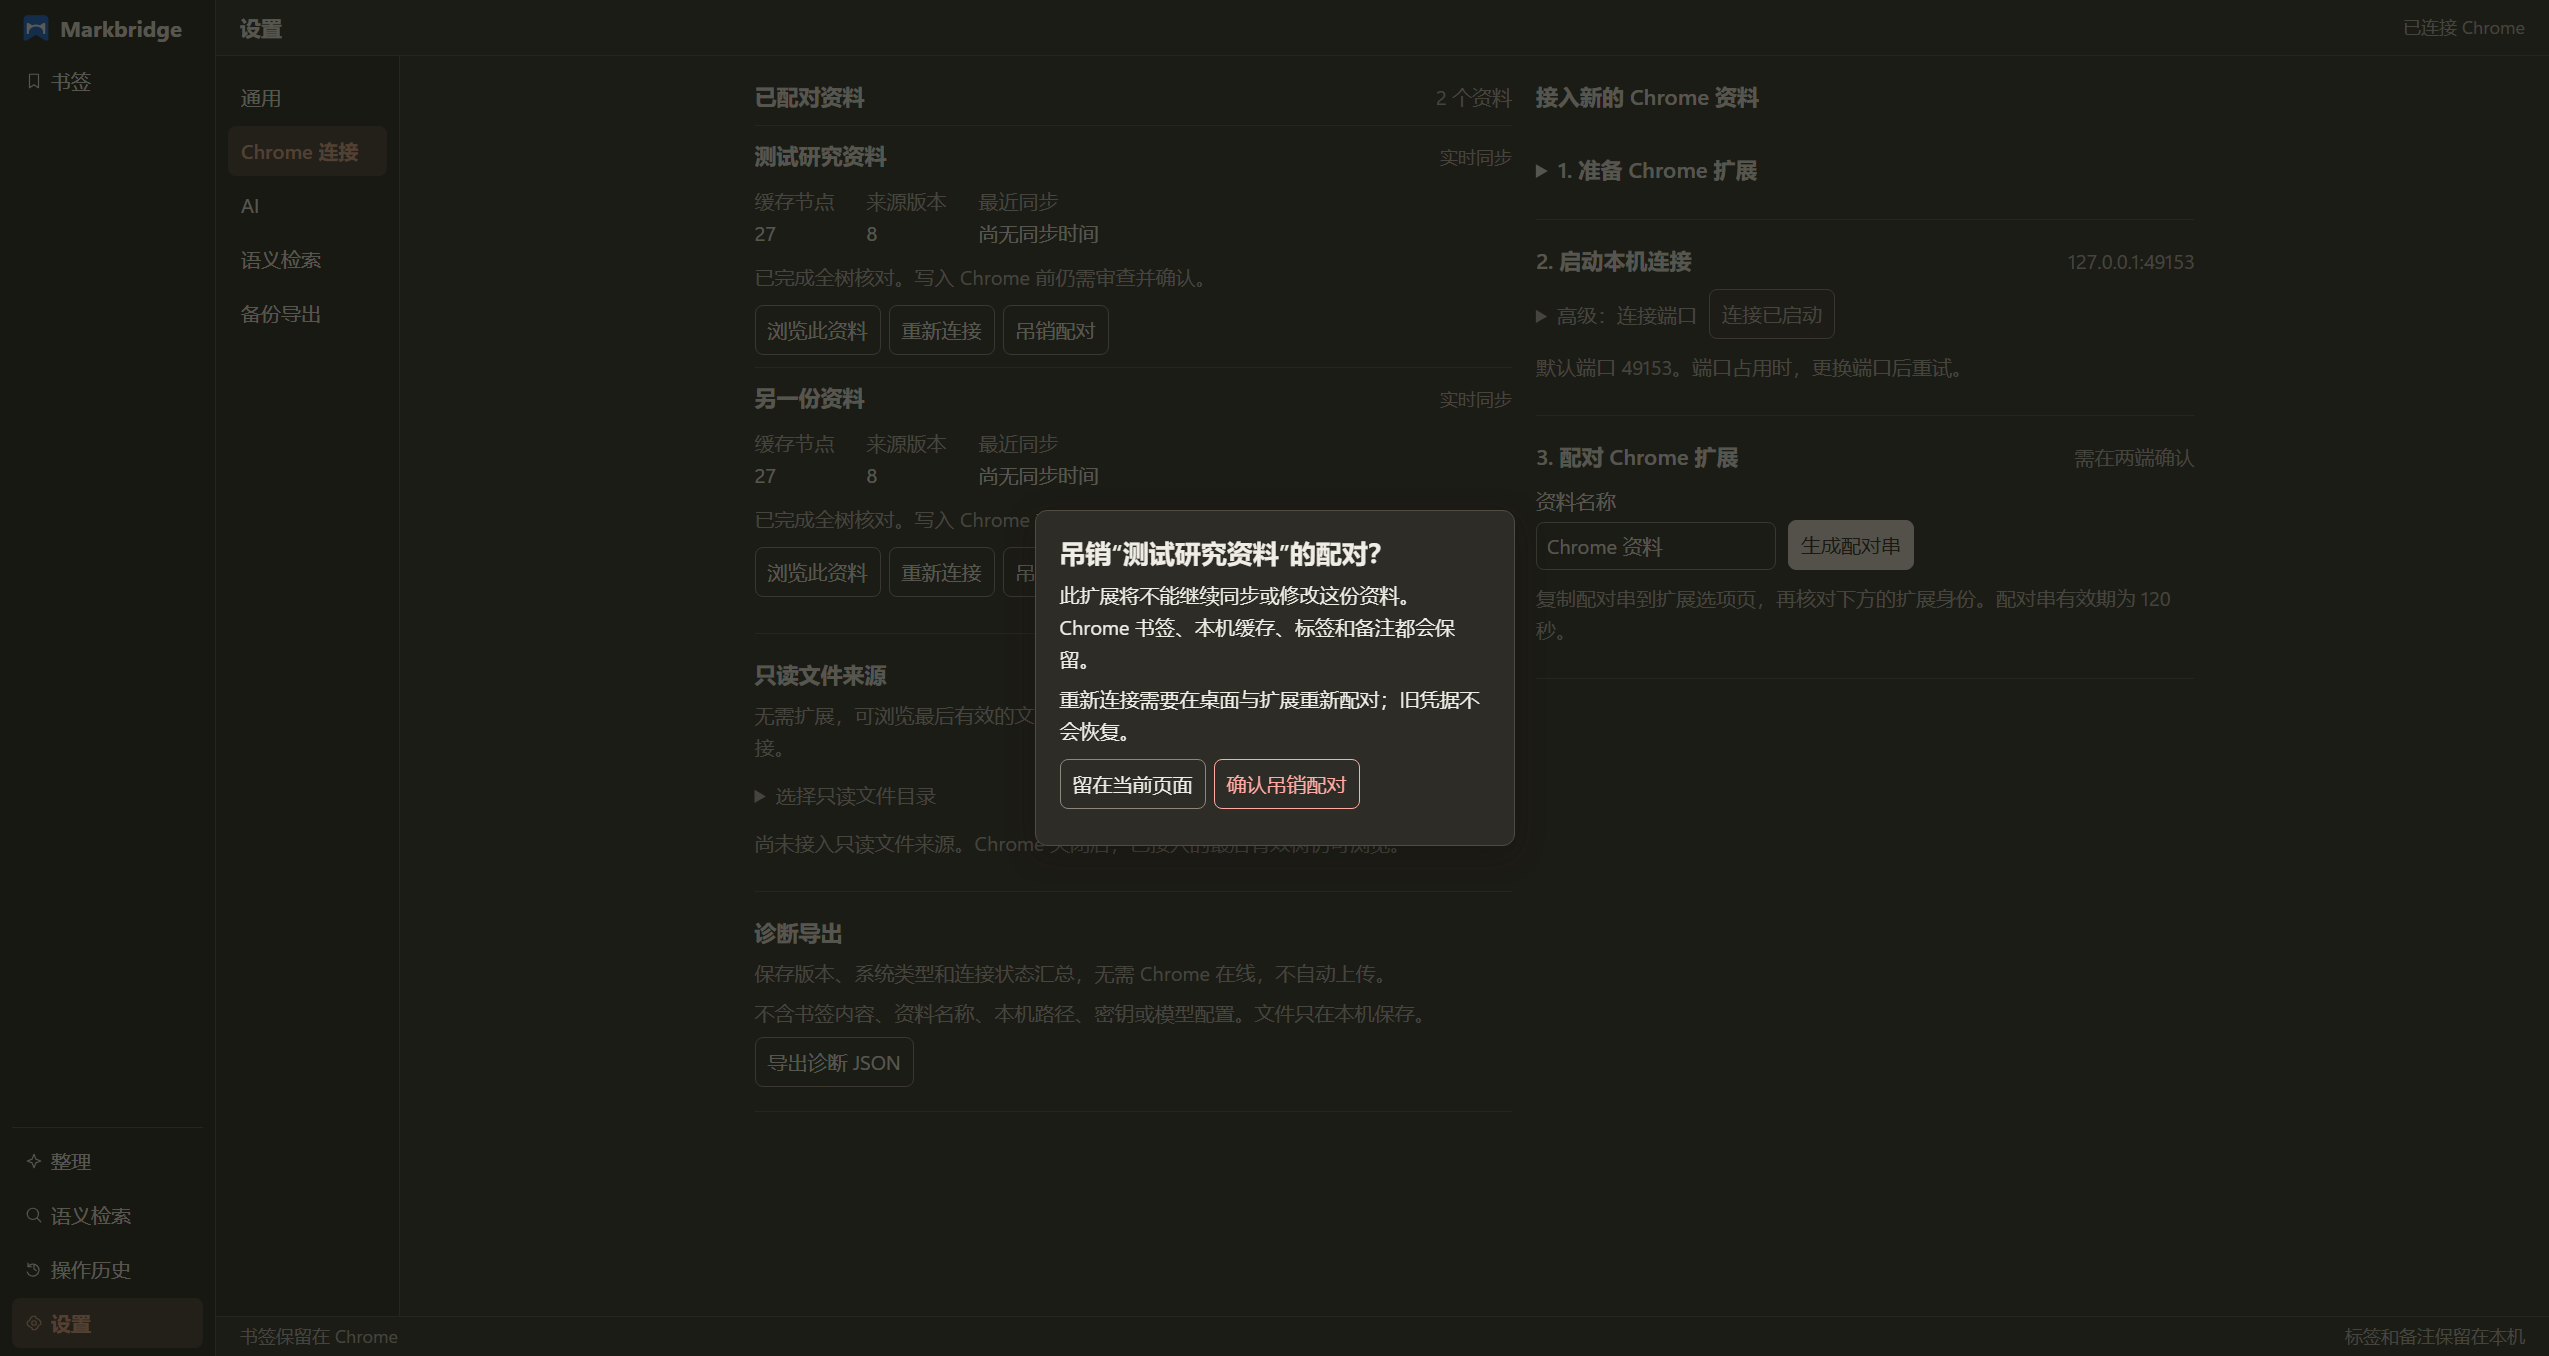 Markbridge
书签
整理
语义检索
操作历史
设置
设置
已连接 Chrome
通用
Chrome 连接
AI
语义检索
备份导出
已配对资料
2 个资料
测试研究资料
实时同步
缓存节点 来源版本 最近同步
27 8 尚无同步时间
已完成全树核对。写入 Chrome 前仍需审查并确认。
浏览此资料 重新连接 吊销配对
另一份资料
实时同步
缓存节点 来源版本 最近同步
27 8 尚无同步时间
已完成全树核对。写入 Chrome
浏览此资料 重新连接 吊
只读文件来源
无需扩展，可浏览最后有效的文
接。
选择只读文件目录
尚未接入只读文件来源。Chrome
诊断导出
保存版本、系统类型和连接状态汇总，无需 Chrome 在线，不自动上传。
不含书签内容、资料名称、本机路径、密钥或模型配置。文件只在本机保存。
导出诊断 JSON
接入新的 Chrome 资料
1. 准备 Chrome 扩展
2. 启动本机连接
127.0.0.1:49153
高级：连接端口 连接已启动
默认端口 49153。端口占用时，更换端口后重试。
3. 配对 Chrome 扩展
需在两端确认
资料名称
Chrome 资料 生成配对串
复制配对串到扩展选项页，再核对下方的扩展身份。配对串有效期为 120
秒。
吊销“测试研究资料”的配对？
此扩展将不能继续同步或修改这份资料。
Chrome 书签、本机缓存、标签和备注都会保
留。
重新连接需要在桌面与扩展重新配对；旧凭据不
会恢复。
留在当前页面 确认吊销配对
书签保留在 Chrome
标签和备注保留在本机